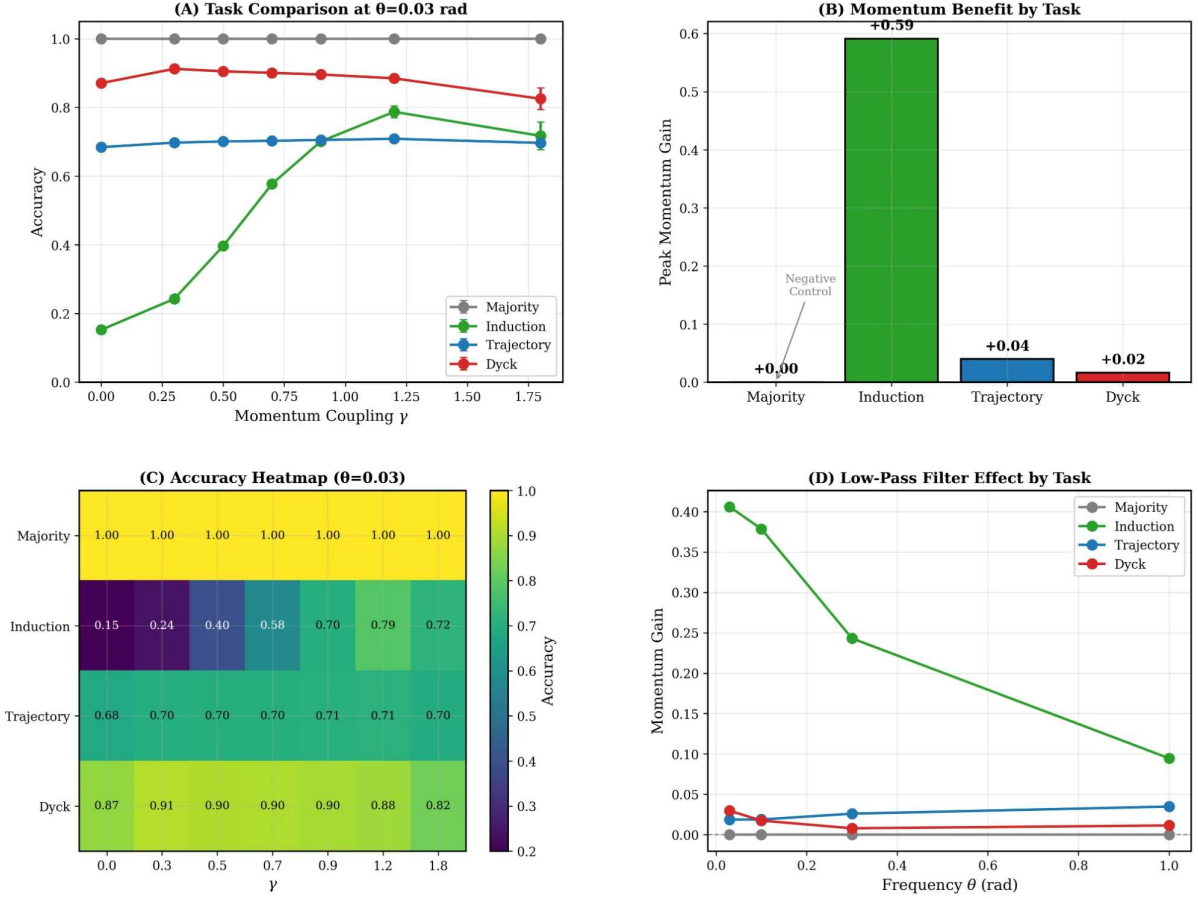 (A) Task Comparison at θ=0.03 rad
1.0
0.8
0.6
0.4
0.2
0.0
Accuracy
0.00 0.25 0.50 0.75 1.00 1.25 1.50 1.75
Momentum Coupling γ
Majority
Induction
Trajectory
Dyck
(B) Momentum Benefit by Task
0.6
0.5
0.4
0.3
0.2
0.1
0.0
Peak Momentum Gain
+0.59
Negative
Control
+0.00
+0.04
+0.02
Majority Induction Trajectory Dyck
(C) Accuracy Heatmap (θ=0.03)
Majority 1.00 1.00 1.00 1.00 1.00 1.00 1.00
Induction 0.15 0.24 0.40 0.58 0.70 0.79 0.72
Trajectory 0.68 0.70 0.70 0.70 0.71 0.71 0.70
Dyck 0.87 0.91 0.90 0.90 0.90 0.88 0.82
0.0 0.3 0.5 0.7 0.9 1.2 1.8
γ
1.0
0.9
0.8
0.7
0.6
0.5
0.4
0.3
0.2
Accuracy
(D) Low-Pass Filter Effect by Task
0.40
0.35
0.30
0.25
0.20
0.15
0.10
0.05
0.00
Momentum Gain
Majority
Induction
Trajectory
Dyck
0.0 0.2 0.4 0.6 0.8 1.0
Frequency θ (rad)